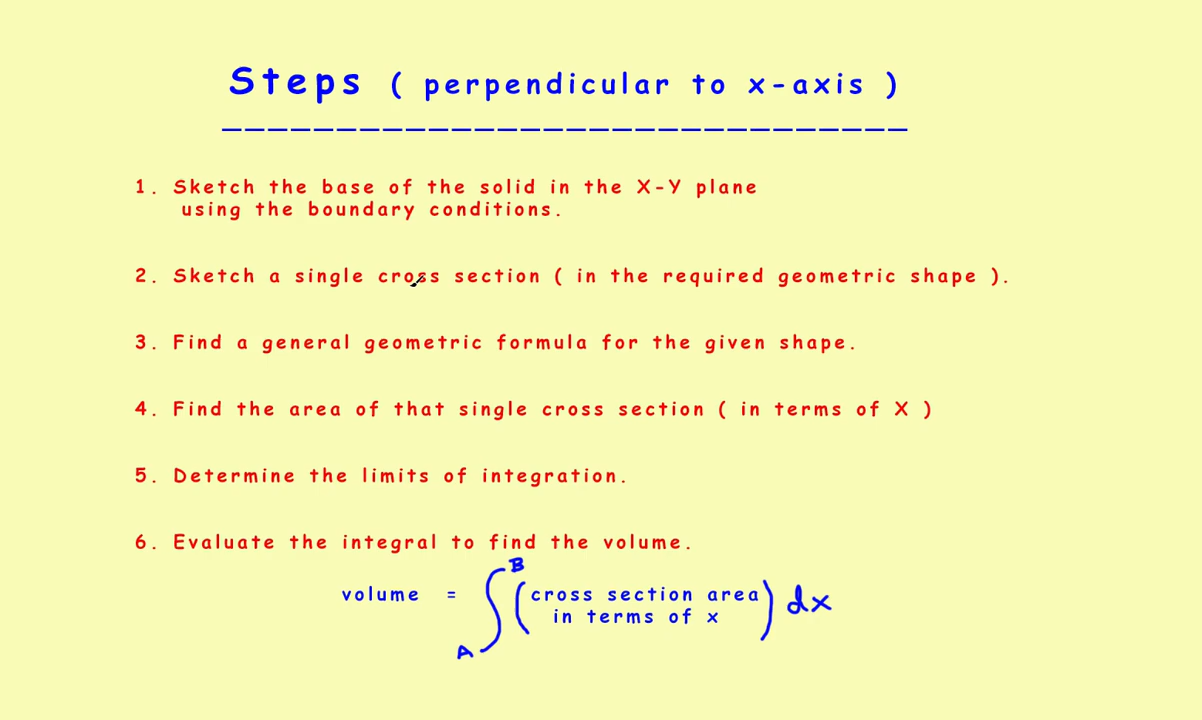 Steps ( perpendicular to x-axis )
1. Sketch the base of the solid in the X-Y plane
using the boundary conditions.
2. Sketch a single cross section ( in the required geometric shape ).
3. Find a general geometric formula for the given shape.
4. Find the area of that single cross section ( in terms of X )
5. Determine the limits of integration.
6. Evaluate the integral to find the volume.
B
volume = ∫ ( cross section area ) dx
in terms of x
A